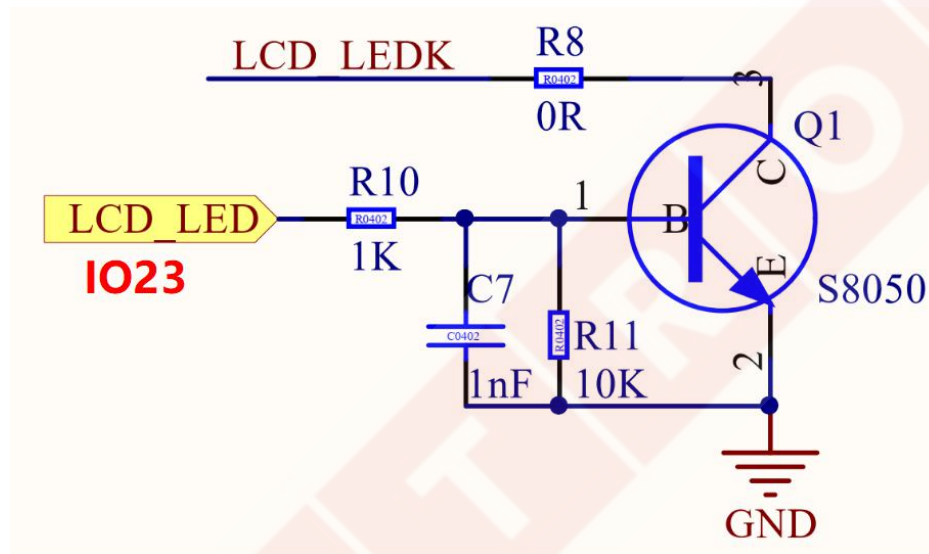 LCD_LEDK
R8
R0402
0R
3
Q1
C
LCD_LED
IO23
R10
R0402
1K
1
B
E
S8050
C7
C0402
1nF
R0402
R11
10K
2
GND